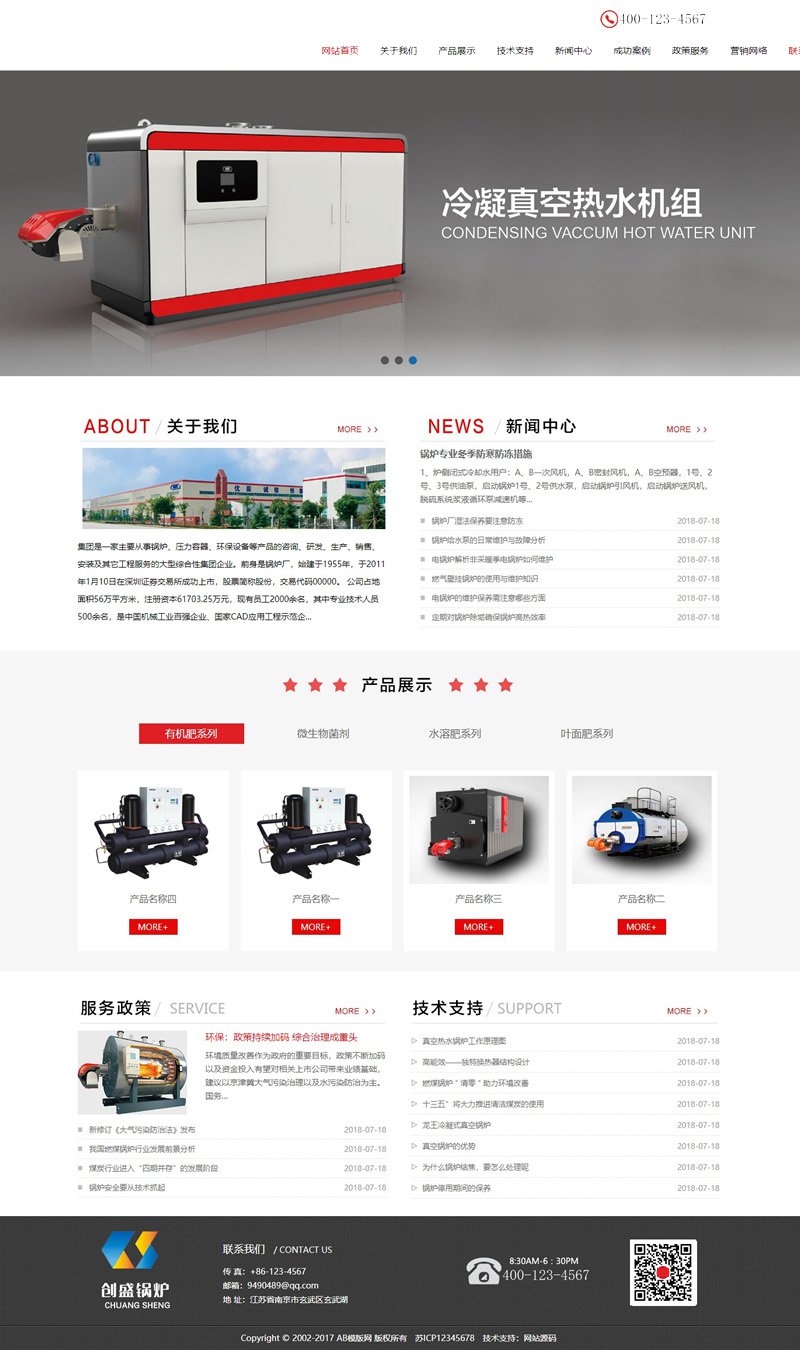 400-123-4567
网站首页 关于我们 产品展示 技术支持 新闻中心 成功案例 政策服务 营销网络 联
冷凝真空热水机组
CONDENSING VACCUM HOT WATER UNIT
ABOUT / 关于我们 MORE >>
NEWS / 新闻中心 MORE >>
集团是一家主要从事锅炉、压力容器、环保设备等产品的咨询、研发、生产、销售、
安装及其它工程服务的大型综合性集团企业。前身是锅炉厂，始建于1955年，于2011
年1月10日在深圳证券交易所成功上市，股票简称股份，交易代码00000。 公司占地
面积56万平方米，注册资本61703.25万元，现有员工2000余名，其中专业技术人员
500余名，是中国机械工业百强企业、国家CAD应用工程示范企...
锅炉专业冬季防寒防冻措施
1、炉侧闭式冷却水用户：A、B一次风机，A、B密封风机，A、B空预器，1号、2
号、3号供油泵，启动锅炉1号、2号供水泵，启动锅炉引风机，启动锅炉送风机，
脱硫系统浆液循环泵减速机等...
锅炉厂湿法保养要注意防冻 2018-07-18
锅炉给水泵的日常维护与故障分析 2018-07-18
电锅炉解析非采暖季电锅炉如何维护 2018-07-18
燃气壁挂锅炉的使用与维护知识 2018-07-18
电锅炉的维护保养需注意哪些方面 2018-07-18
定期对锅炉除垢确保锅炉高热效率 2018-07-18
产品展示
有机肥系列 微生物菌剂 水溶肥系列 叶面肥系列
产品名称四 产品名称一 产品名称三 产品名称二
MORE+ MORE+ MORE+ MORE+
服务政策 / SERVICE MORE >>
技术支持 / SUPPORT MORE >>
环保：政策持续加码 综合治理成重头
环境质量改善作为政府的重要目标，政策不断加码
以及资金投入有望对相关上市公司带来业绩基础，
建议以京津冀大气污染治理以及水污染防治为主。
国务...
新修订《大气污染防治法》发布 2018-07-18
我国燃煤锅炉行业发展前景分析 2018-07-18
煤炭行业进入“四期并存”的发展阶段 2018-07-18
锅炉安全要从技术抓起 2018-07-18
真空热水锅炉工作原理图 2018-07-18
高能效——独特换热器结构设计 2018-07-18
燃煤锅炉＂清零＂助力环境改善 2018-07-18
十三五”将大力推进清洁煤炭的使用 2018-07-18
龙王冷凝式真空锅炉 2018-07-18
真空锅炉的优势 2018-07-18
为什么锅炉结焦，要怎么处理呢 2018-07-18
锅炉停用期间的保养 2018-07-18
创盛锅炉
CHUANG SHENG
联系我们 / CONTACT US
传 真：+86-123-4567
邮箱：9490489@qq.com
地 址：江苏省南京市玄武区玄武湖
8:30AM-6：30PM
400-123-4567
Copyright © 2002-2017 AB模版网 版权所有 苏ICP12345678 技术支持：网站源码